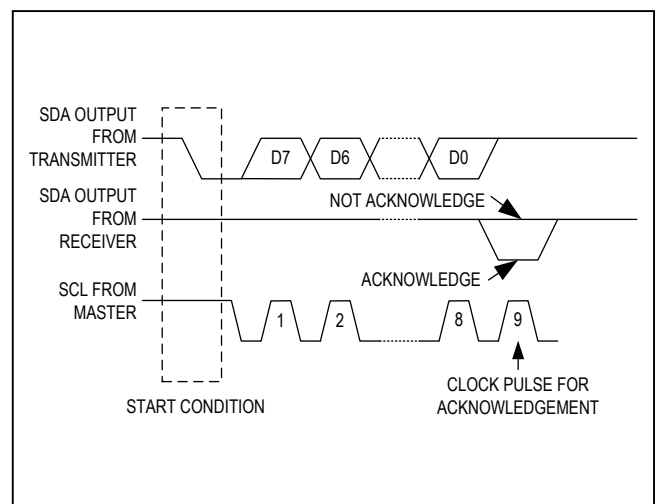 SDA OUTPUT
FROM
TRANSMITTER
D7
D6
D0
SDA OUTPUT
FROM
RECEIVER
NOT ACKNOWLEDGE
ACKNOWLEDGE
SCL FROM
MASTER
1
2
8
9
START CONDITION
CLOCK PULSE FOR
ACKNOWLEDGEMENT